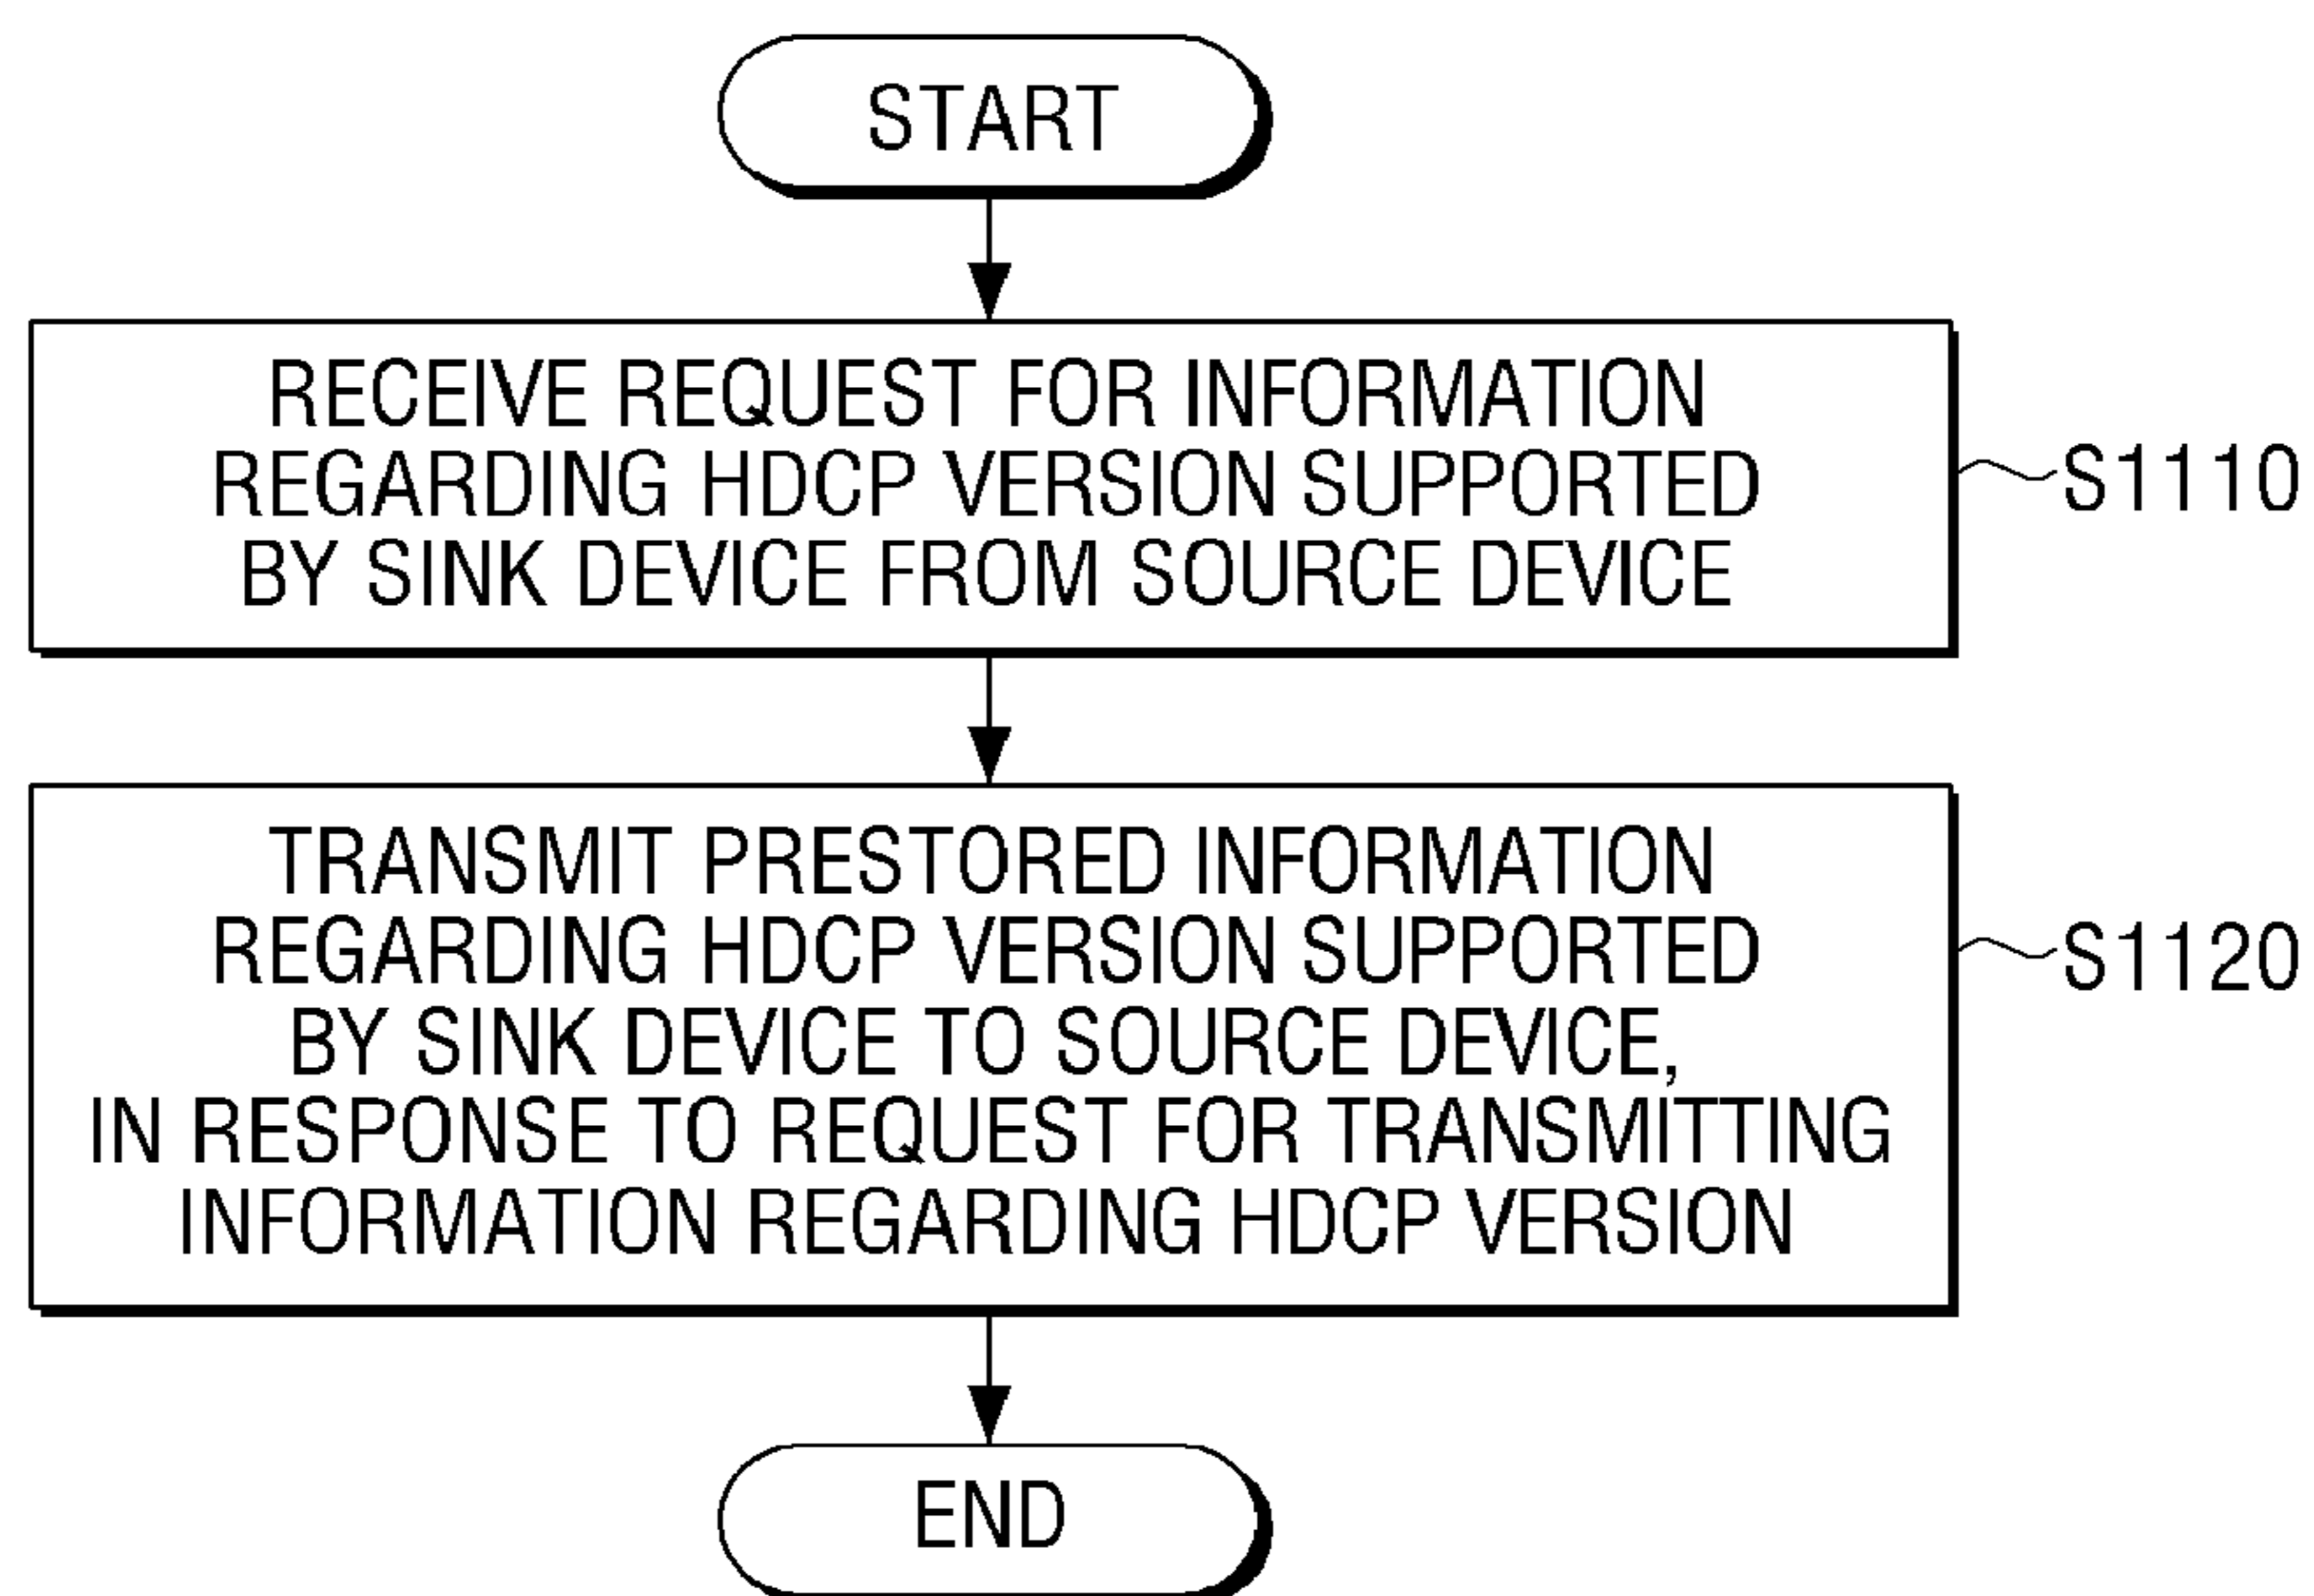 START
RECEIVE REQUEST FOR INFORMATION
REGARDING HDCP VERSION SUPPORTED
BY SINK DEVICE FROM SOURCE DEVICE
S1110
TRANSMIT PRESTORED INFORMATION
REGARDING HDCP VERSION SUPPORTED
BY SINK DEVICE TO SOURCE DEVICE,
IN RESPONSE TO REQUEST FOR TRANSMITTING
INFORMATION REGARDING HDCP VERSION
S1120
END